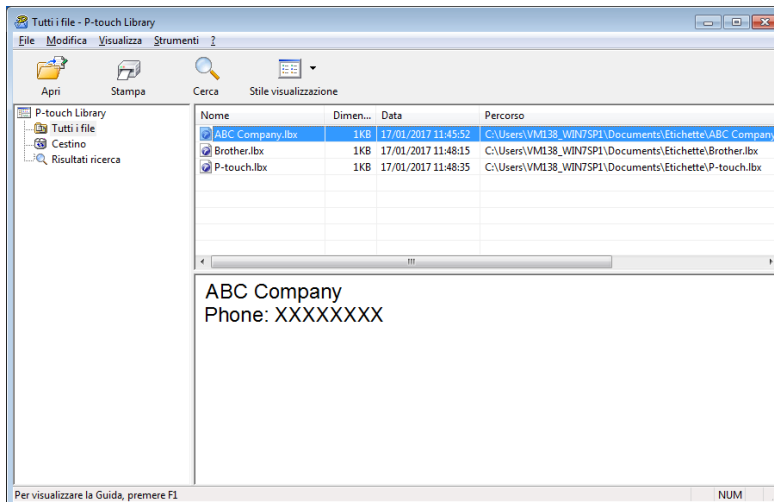 Tutti i file - P-touch Library
File Modifica Visualizza Strumenti ?
Apri Stampa Cerca Stile visualizzazione
P-touch Library
Tutti i file
Cestino
Risultati ricerca
Nome Dimen... Data Percorso
ABC Company.lbx 1KB 17/01/2017 11:45:52 C:\Users\VM138_WIN7SP1\Documents\Etichette\ABC Company
Brother.lbx 1KB 17/01/2017 11:48:15 C:\Users\VM138_WIN7SP1\Documents\Etichette\Brother.lbx
P-touch.lbx 1KB 17/01/2017 11:48:35 C:\Users\VM138_WIN7SP1\Documents\Etichette\P-touch.lbx
ABC Company
Phone: XXXXXXXX
Per visualizzare la Guida, premere F1 NUM